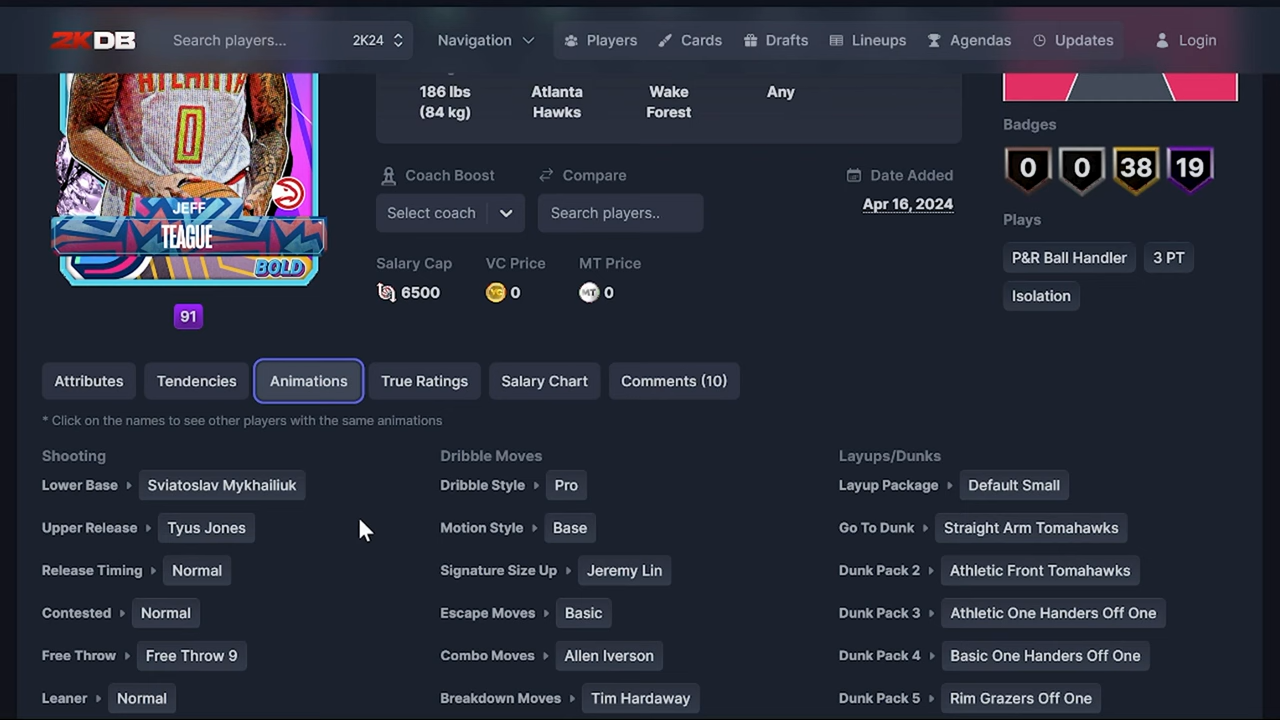 2KDB
Search players...
2K24
Navigation
Players
Cards
Drafts
Lineups
Agendas
Updates
Login
ATLANTA
0
JEFF
TEAGUE
BOLD
91
186 lbs
(84 kg)
Atlanta
Hawks
Wake
Forest
Any
Coach Boost
Select coach
Compare
Search players..
Date Added
Apr 16, 2024
Salary Cap
6500
VC Price
VC 0
MT Price
MT 0
Badges
0
0
38
19
Plays
P&R Ball Handler
3 PT
Isolation
Attributes
Tendencies
Animations
True Ratings
Salary Chart
Comments (10)
* Click on the names to see other players with the same animations
Shooting
Lower Base Sviatoslav Mykhailiuk
Upper Release Tyus Jones
Release Timing Normal
Contested Normal
Free Throw Free Throw 9
Leaner Normal
Dribble Moves
Dribble Style Pro
Motion Style Base
Signature Size Up Jeremy Lin
Escape Moves Basic
Combo Moves Allen Iverson
Breakdown Moves Tim Hardaway
Layups/Dunks
Layup Package Default Small
Go To Dunk Straight Arm Tomahawks
Dunk Pack 2 Athletic Front Tomahawks
Dunk Pack 3 Athletic One Handers Off One
Dunk Pack 4 Basic One Handers Off One
Dunk Pack 5 Rim Grazers Off One